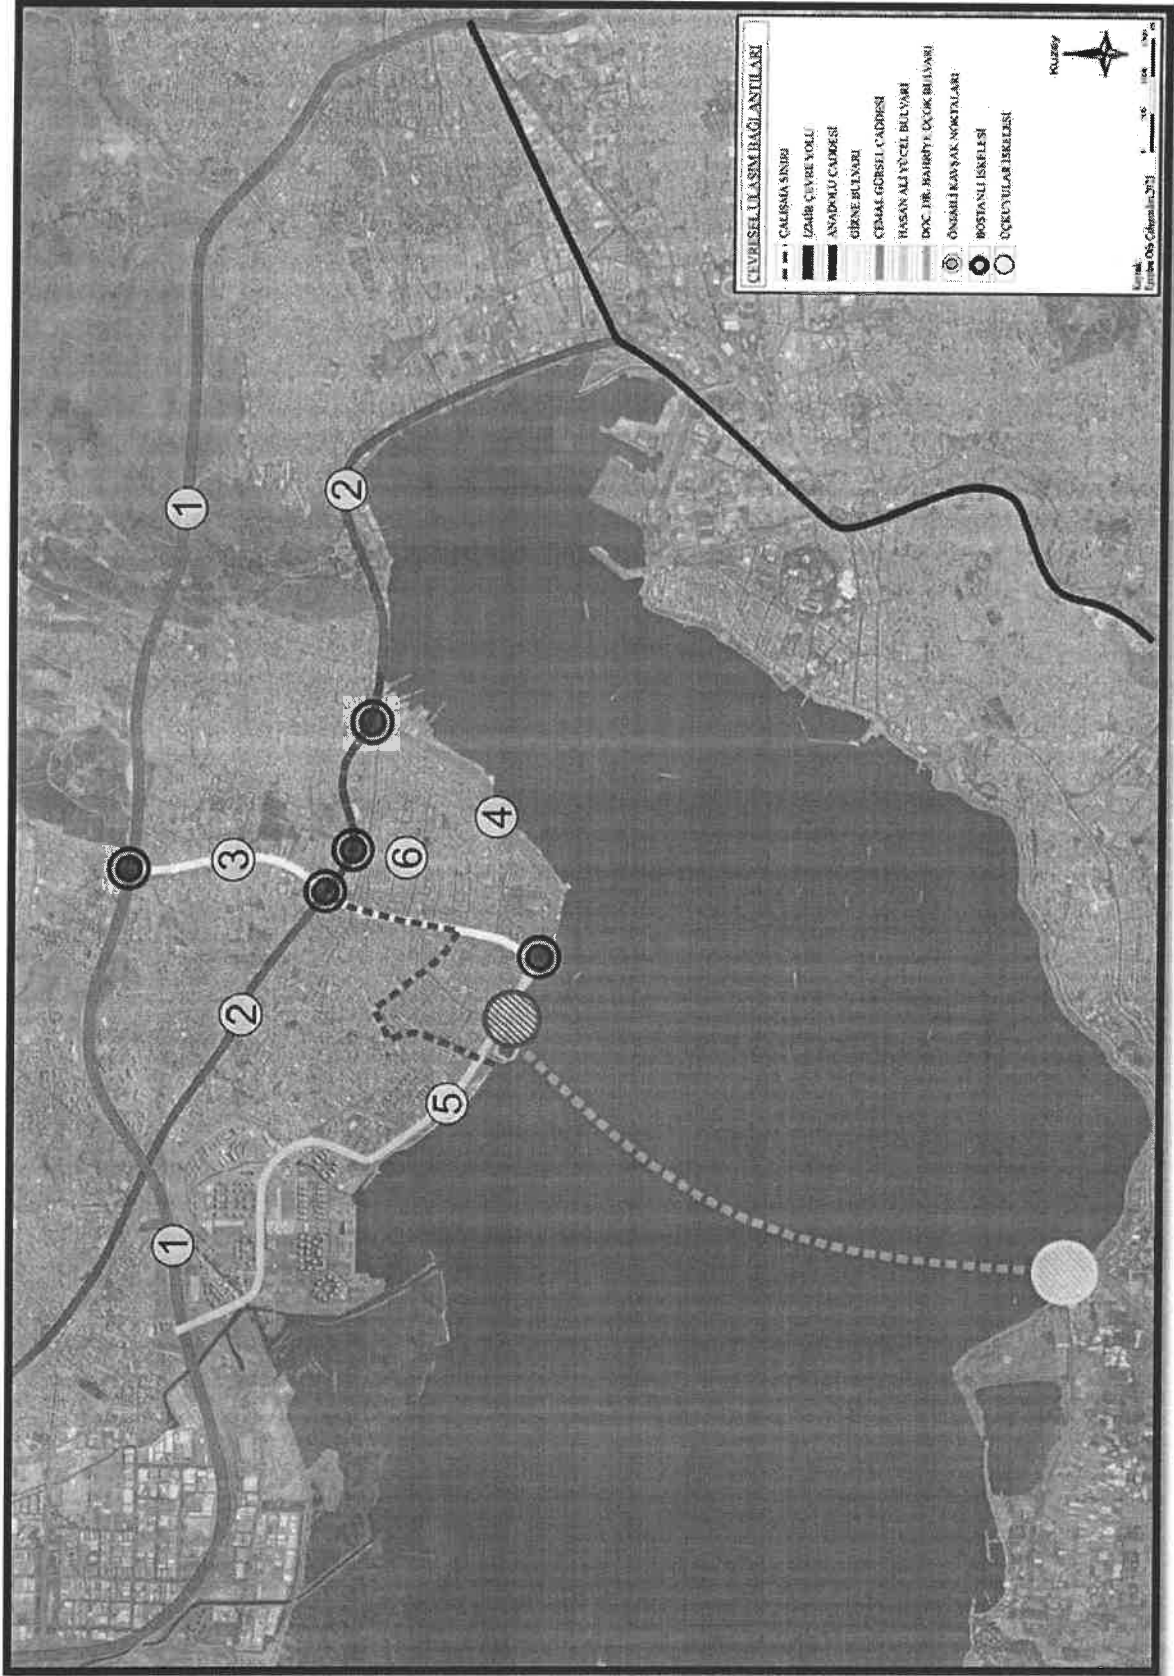 ÇEVRESEL ULAŞIM BAĞLANTILARI
ÇALIŞMA SINIRI
İZMİR ÇEVRE YOLU
ANADOLU CADDESİ
GİRNE BULVARI
CEMAL GÜRSEL CADDESİ
HASAN ALİ YÜCEL BULVARI
DOÇ. DR. BAHRİYE ÜÇOK BULVARI
ÖNEMLİ KAVŞAK NOKTALARI
BOSTANLI İSKELESİ
ÜÇKUYULAR İSKELESİ
Kuzey
Kaynak:
1
2
3
6
4
2
5
1